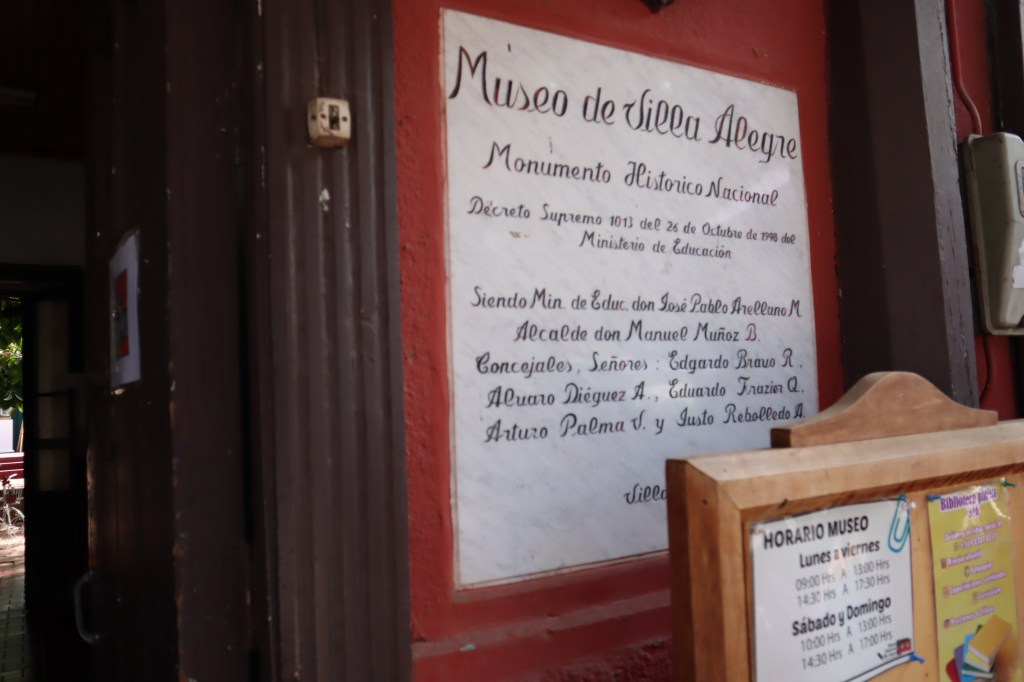 Museo de Villa Alegre
Monumento Historico Nacional
Décreto Supremo 1013 del 26 de Octubre de 1998 del
Ministerio de Educación
Siendo Min. de Educ. don José Pablo Arellano M.
Alcalde don Manuel Muñoz B.
Concejales, Señores: Edgardo Bravo R.,
Alvaro Diéguez A., Eduardo Frazier Q.
Arturo Palma V. y Justo Rebolledo A.
Villa
HORARIO MUSEO
Lunes a viernes
09:00 Hrs A 13:00 Hrs
14:30 Hrs A 17:30 Hrs
Sábado y Domingo
10:00 Hrs A 13:00 Hrs
14:30 Hrs A 17:00 Hrs
Biblioteca